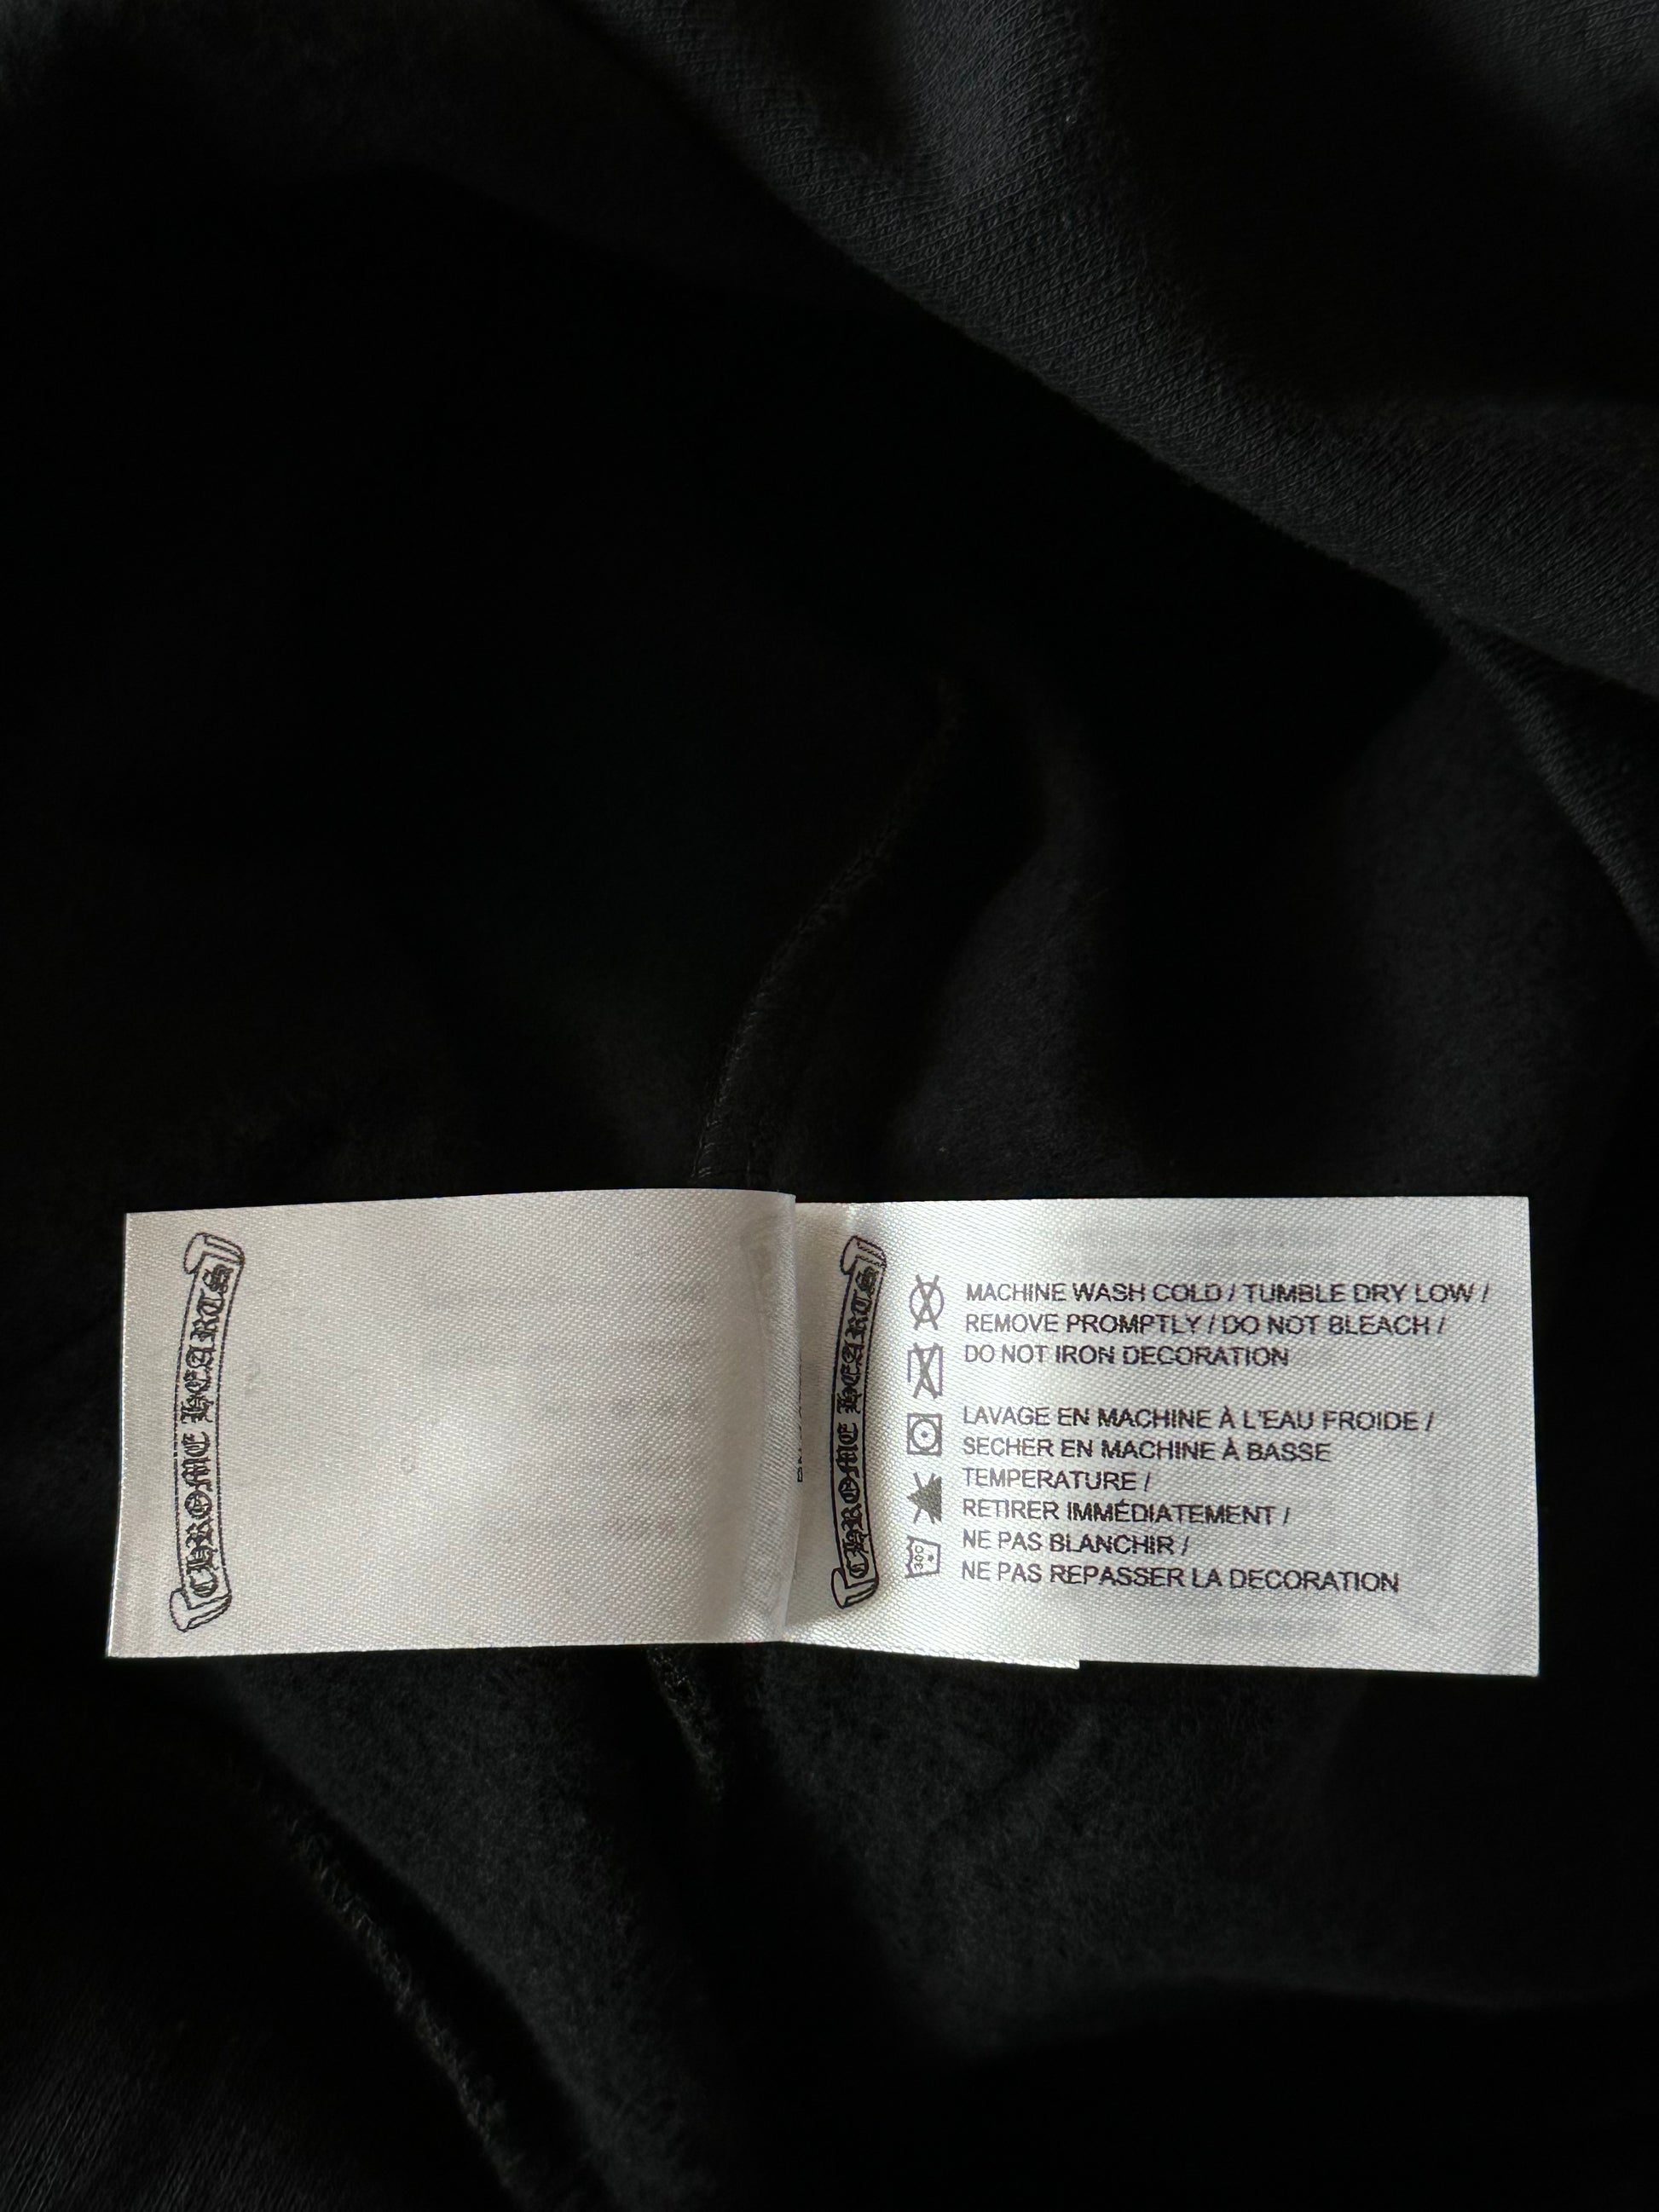 CHROME HEARTS
CHROME HEARTS
MACHINE WASH COLD / TUMBLE DRY LOW /
REMOVE PROMPTLY / DO NOT BLEACH /
DO NOT IRON DECORATION
LAVAGE EN MACHINE À L'EAU FROIDE /
SECHER EN MACHINE À BASSE
TEMPERATURE /
RETIRER IMMÉDIATEMENT /
NE PAS BLANCHIR /
NE PAS REPASSER LA DECORATION
30C